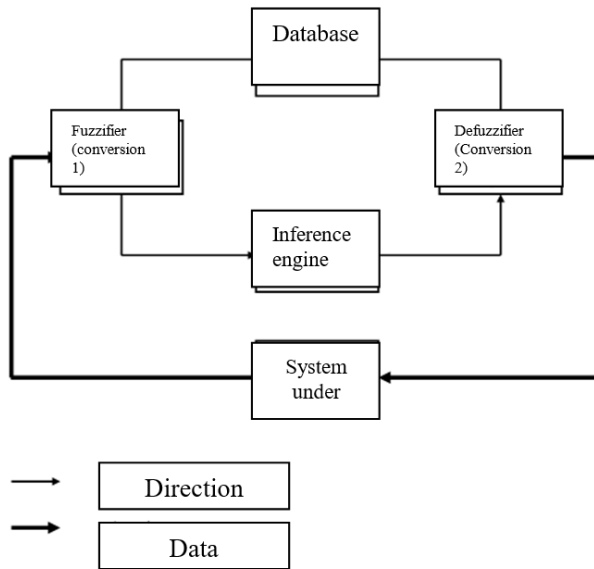 Database
Fuzzifier
(conversion
1)
Defuzzifier
(Conversion
2)
Inference
engine
System
under
Direction
Data